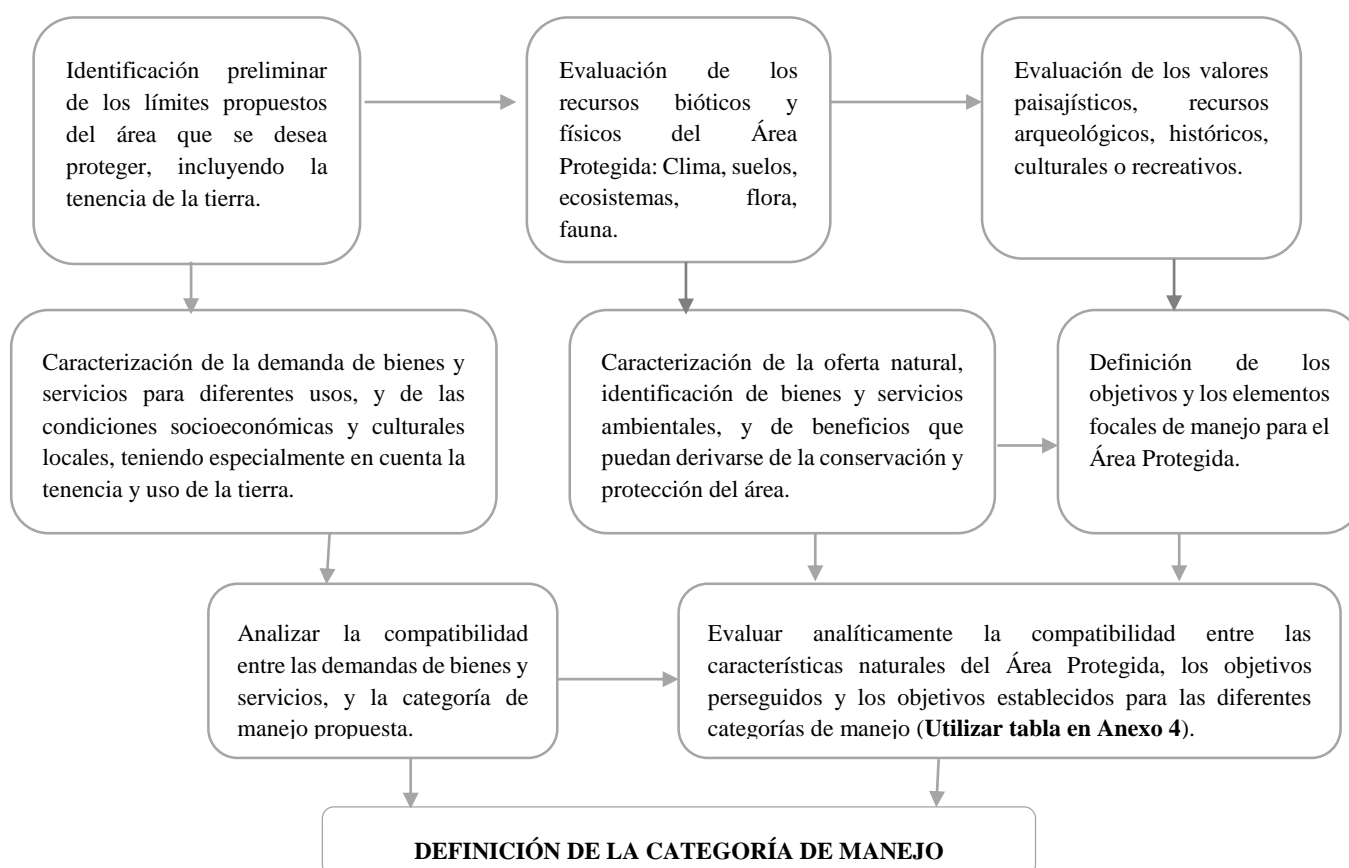 Identificación preliminar
de los límites propuestos
del área que se desea
proteger, incluyendo la
tenencia de la tierra.
Evaluación de los
recursos bióticos y
físicos del Área
Protegida: Clima, suelos,
ecosistemas, flora,
fauna.
Evaluación de los valores
paisajísticos, recursos
arqueológicos, históricos,
culturales o recreativos.
Caracterización de la demanda de bienes y
servicios para diferentes usos, y de las
condiciones socioeconómicas y culturales
locales, teniendo especialmente en cuenta la
tenencia y uso de la tierra.
Caracterización de la oferta natural,
identificación de bienes y servicios
ambientales, y de beneficios que
puedan derivarse de la conservación y
protección del área.
Definición de los
objetivos y los elementos
focales de manejo para el
Área Protegida.
Analizar la compatibilidad
entre las demandas de bienes y
servicios, y la categoría de
manejo propuesta.
Evaluar analíticamente la compatibilidad entre las
características naturales del Área Protegida, los objetivos
perseguidos y los objetivos establecidos para las diferentes
categorías de manejo (Utilizar tabla en Anexo 4).
DEFINICIÓN DE LA CATEGORÍA DE MANEJO